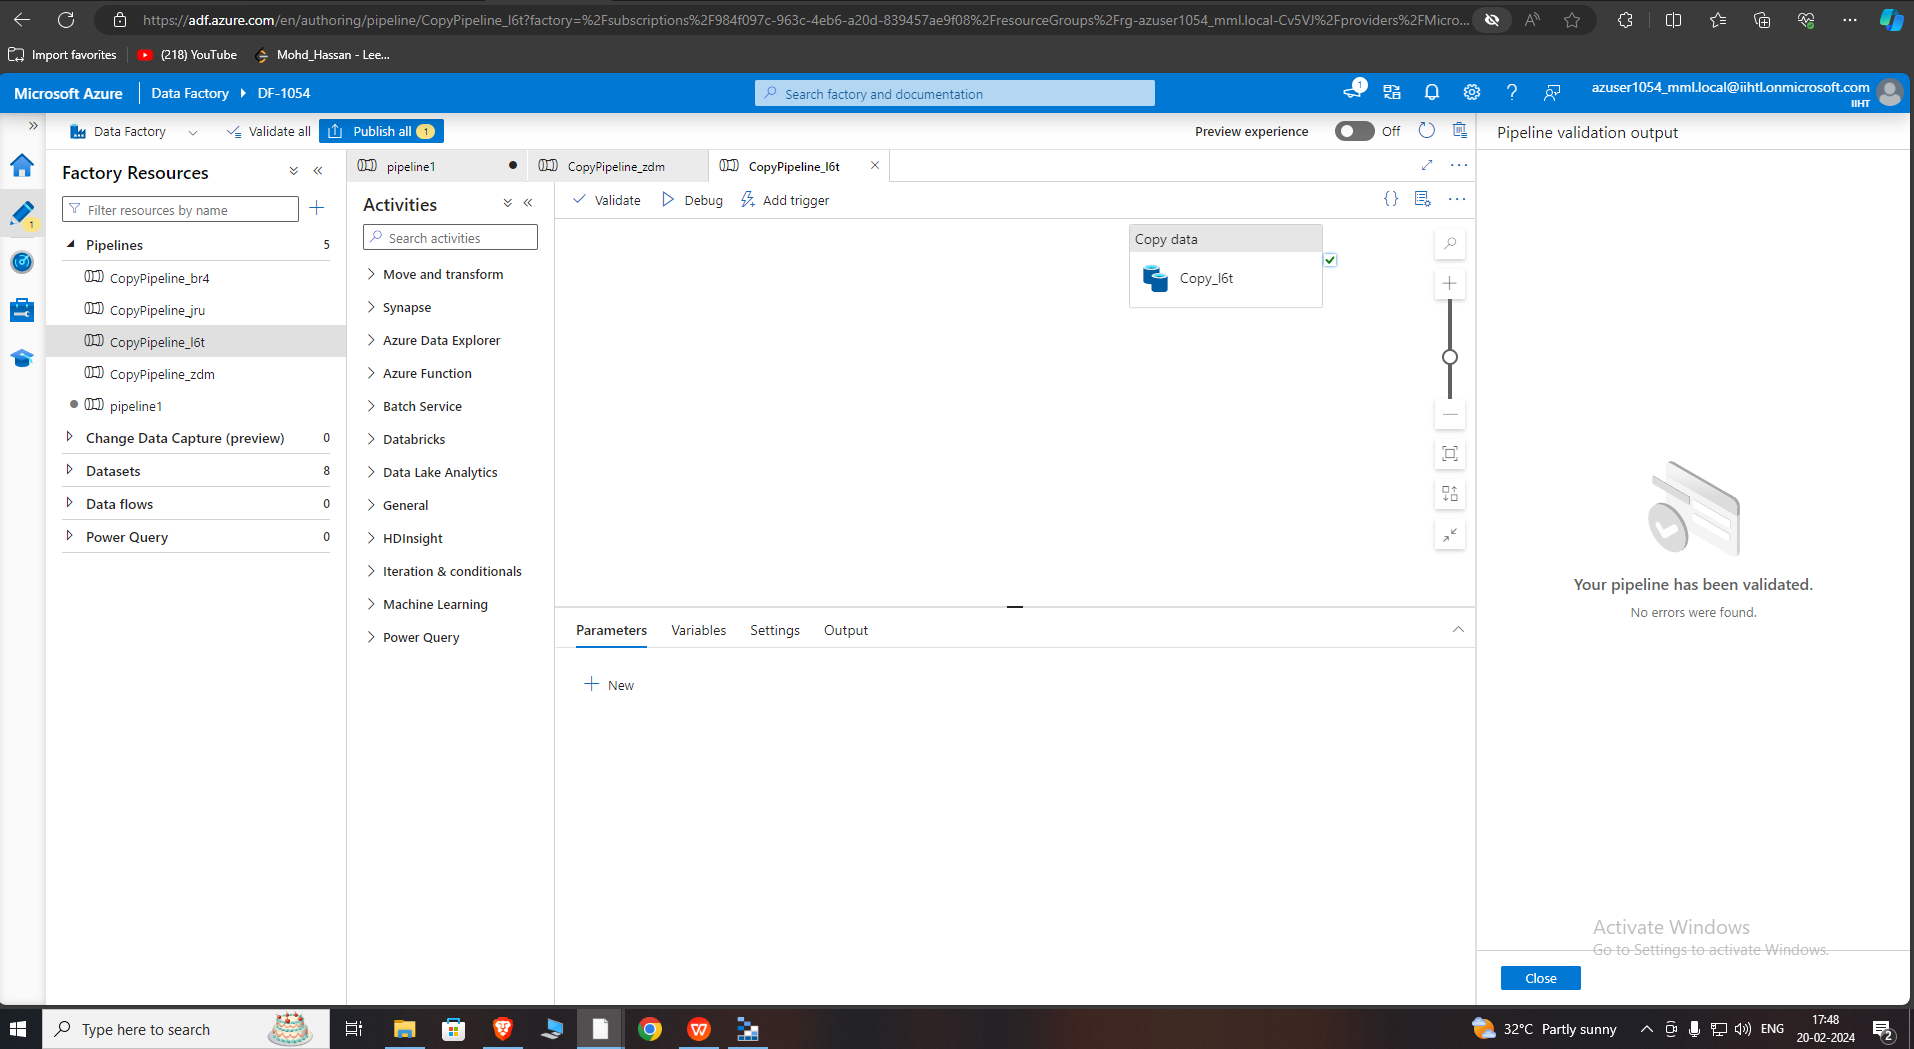 https://adf.azure.com/en/authoring/pipeline/CopyPipeline_l6t?factory=%2Fsubscriptions%2F984f097c-963c-4eb6-a20d-839457ae9f08%2FresourceGroups%2Frg-azuser1054_mml.local-Cv5VJ%2Fproviders%2FMicro...
Import favorites
(218) YouTube
Mohd_Hassan - Lee...
Microsoft Azure
Data Factory
DF-1054
Search factory and documentation
1
azuser1054_mml.local@iihtl.onmicrosoft.com
IIHT
Data Factory
Validate all
Publish all 1
Preview experience
Off
Pipeline validation output
Factory Resources
pipeline1
CopyPipeline_zdm
CopyPipeline_l6t
Filter resources by name
1
Pipelines 5
CopyPipeline_br4
CopyPipeline_jru
CopyPipeline_l6t
CopyPipeline_zdm
pipeline1
Change Data Capture (preview) 0
Datasets 8
Data flows 0
Power Query 0
Activities
Search activities
Move and transform
Synapse
Azure Data Explorer
Azure Function
Batch Service
Databricks
Data Lake Analytics
General
HDInsight
Iteration & conditionals
Machine Learning
Power Query
Validate
Debug
Add trigger
Copy data
Copy_l6t
Parameters
Variables
Settings
Output
New
Your pipeline has been validated.
No errors were found.
Activate Windows
Go to Settings to activate Windows.
Close
Type here to search
32°C Partly sunny
ENG
17:48
20-02-2024
2